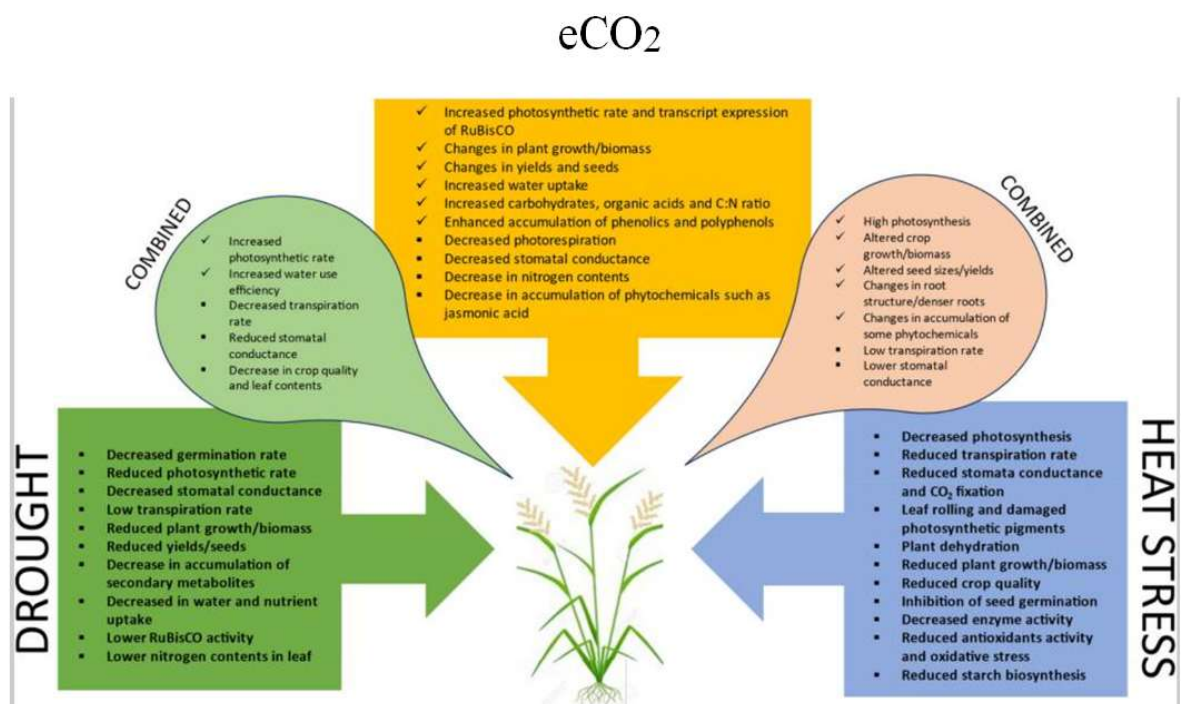 eCO2
✓ Increased photosynthetic rate and transcript expression
of RuBisCO
✓ Changes in plant growth/biomass
✓ Changes in yields and seeds
✓ Increased water uptake
✓ Increased carbohydrates, organic acids and C:N ratio
✓ Enhanced accumulation of phenolics and polyphenols
▪ Decreased photorespiration
▪ Decreased stomatal conductance
▪ Decrease in nitrogen contents
▪ Decrease in accumulation of phytochemicals such as
jasmonic acid
COMBINED
✓ Increased
photosynthetic rate
✓ Increased water use
efficiency
▪ Decreased transpiration
rate
▪ Reduced stomatal
conductance
▪ Decrease in crop quality
and leaf contents
COMBINED
✓ High photosynthesis
✓ Altered crop
growth/biomass
✓ Altered seed sizes/yields
✓ Changes in root
structure/denser roots
✓ Changes in accumulation of
some phytochemicals
▪ Low transpiration rate
▪ Lower stomatal
conductance
DROUGHT
▪ Decreased germination rate
▪ Reduced photosynthetic rate
▪ Decreased stomatal conductance
▪ Low transpiration rate
▪ Reduced plant growth/biomass
▪ Reduced yields/seeds
▪ Decrease in accumulation of
secondary metabolites
▪ Decreased in water and nutrient
uptake
▪ Lower RuBisCO activity
▪ Lower nitrogen contents in leaf
HEAT STRESS
▪ Decreased photosynthesis
▪ Reduced transpiration rate
▪ Reduced stomata conductance
and CO₂ fixation
▪ Leaf rolling and damaged
photosynthetic pigments
▪ Plant dehydration
▪ Reduced plant growth/biomass
▪ Reduced crop quality
▪ Inhibition of seed germination
▪ Decreased enzyme activity
▪ Reduced antioxidants activity
and oxidative stress
▪ Reduced starch biosynthesis